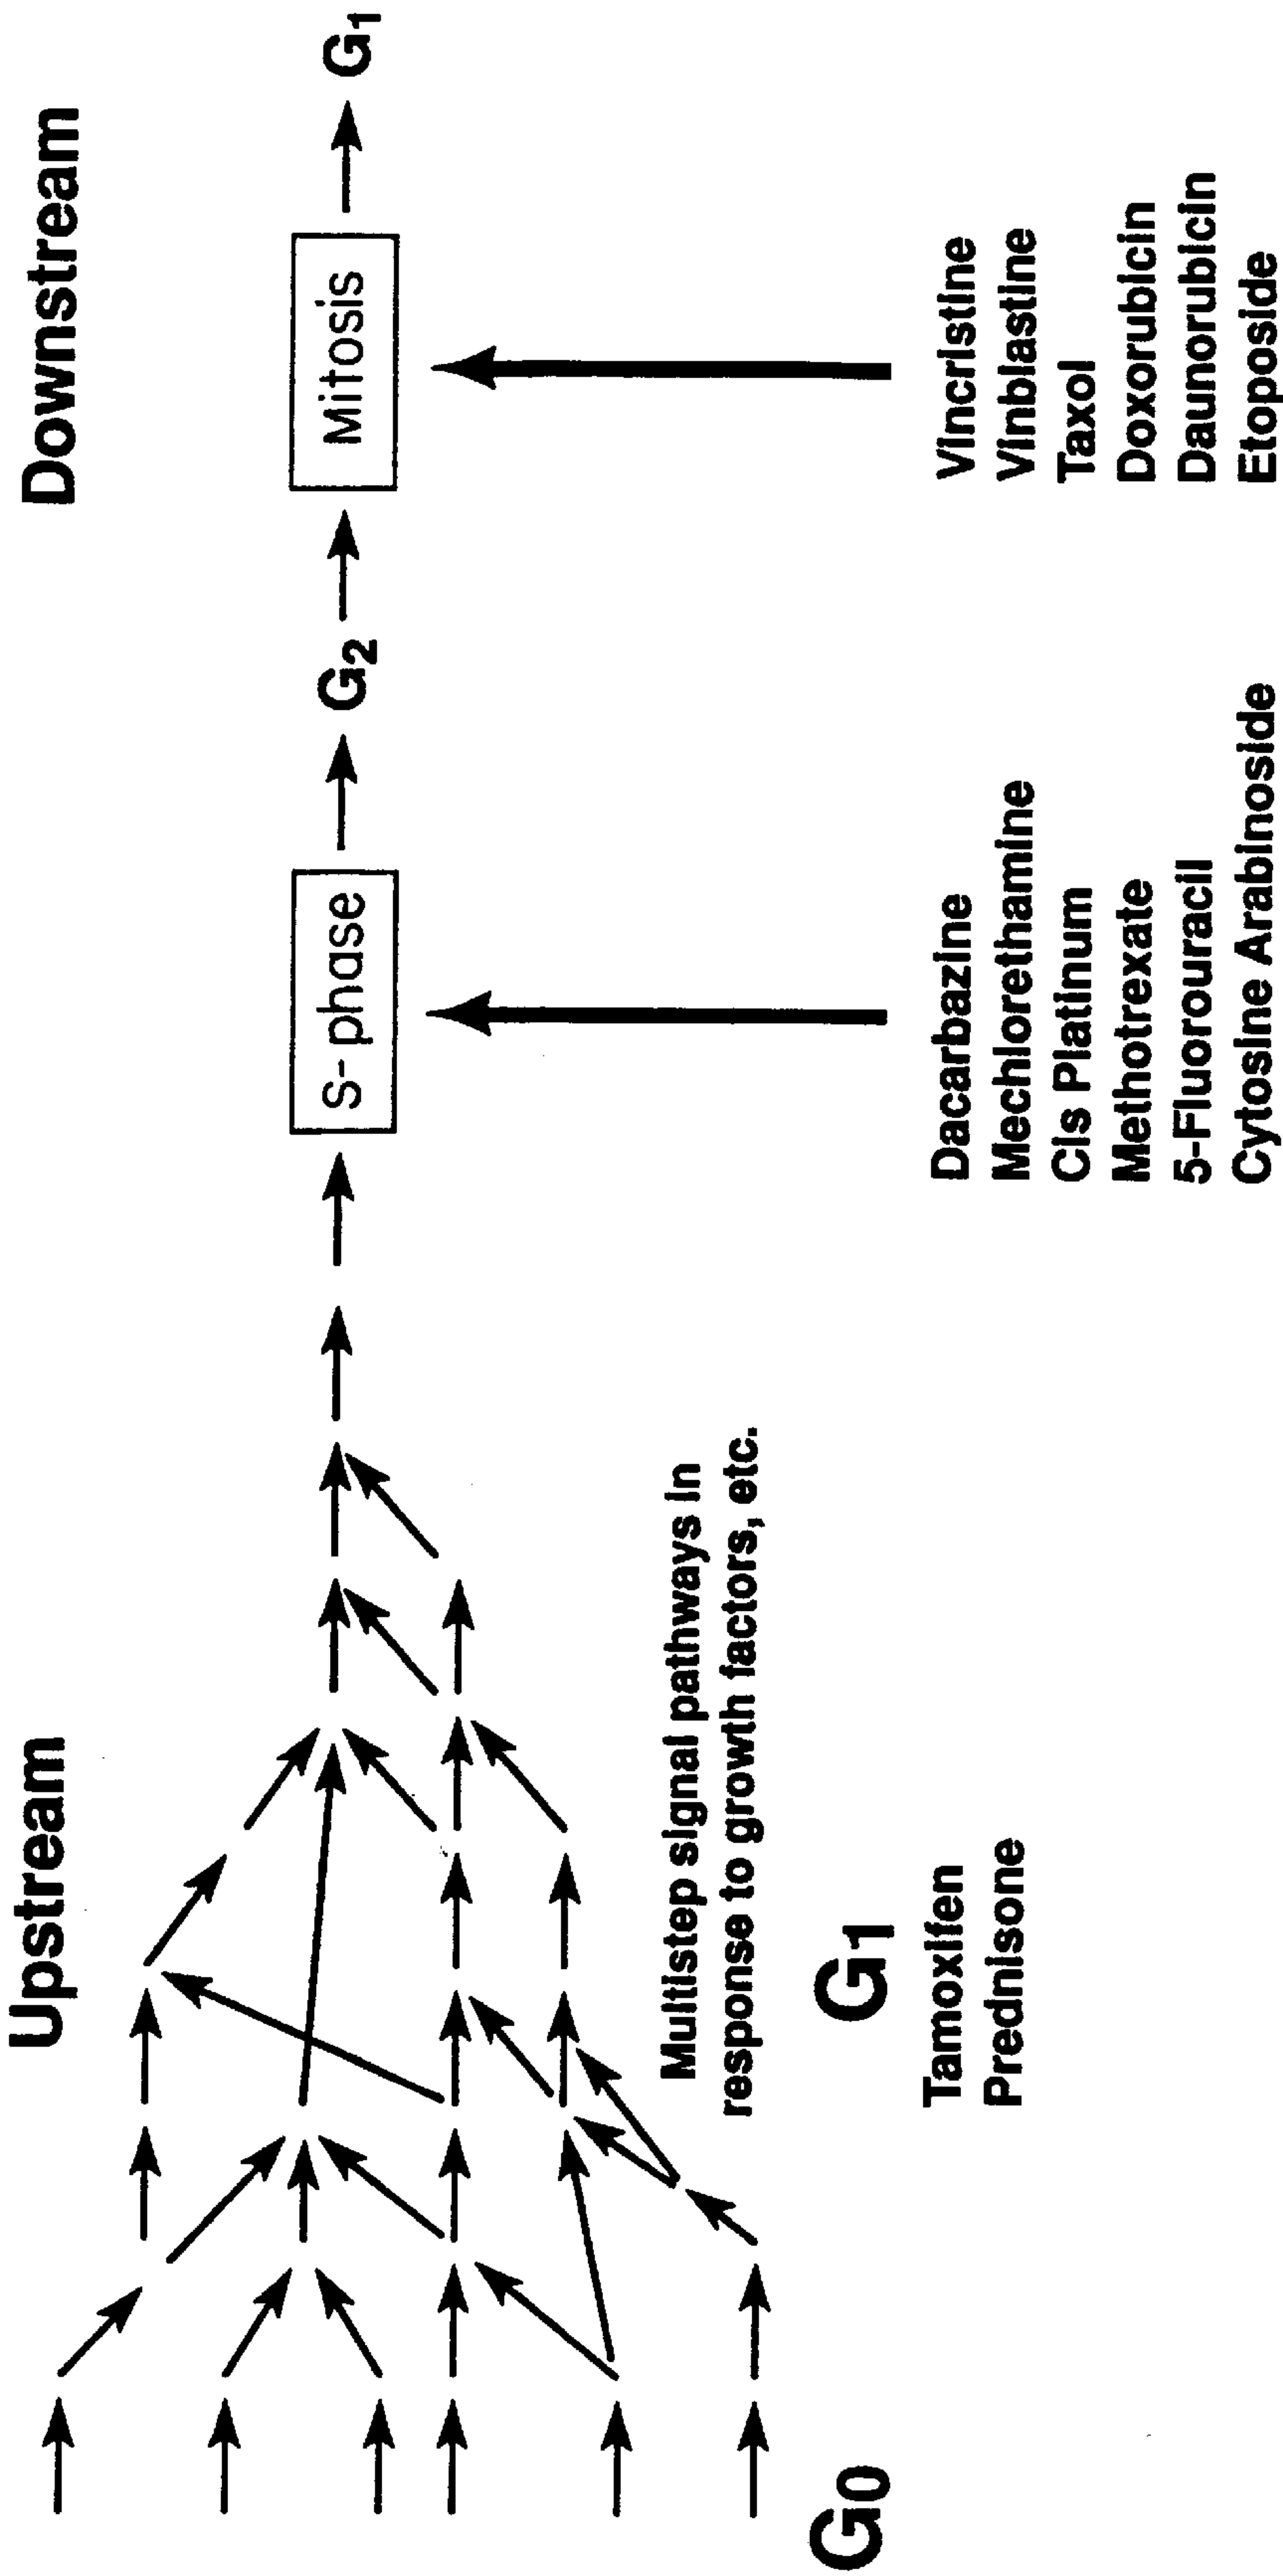 Upstream
Downstream
S-phase
G2
Mitosis
G1
Multistep signal pathways in
response to growth factors, etc.
G0
G1
Tamoxifen
Prednisone
Dacarbazine
Mechlorethamine
Cis Platinum
Methotrexate
5-Fluorouracil
Cytosine Arabinoside
Vincristine
Vinblastine
Taxol
Doxorubicin
Daunorubicin
Etoposide